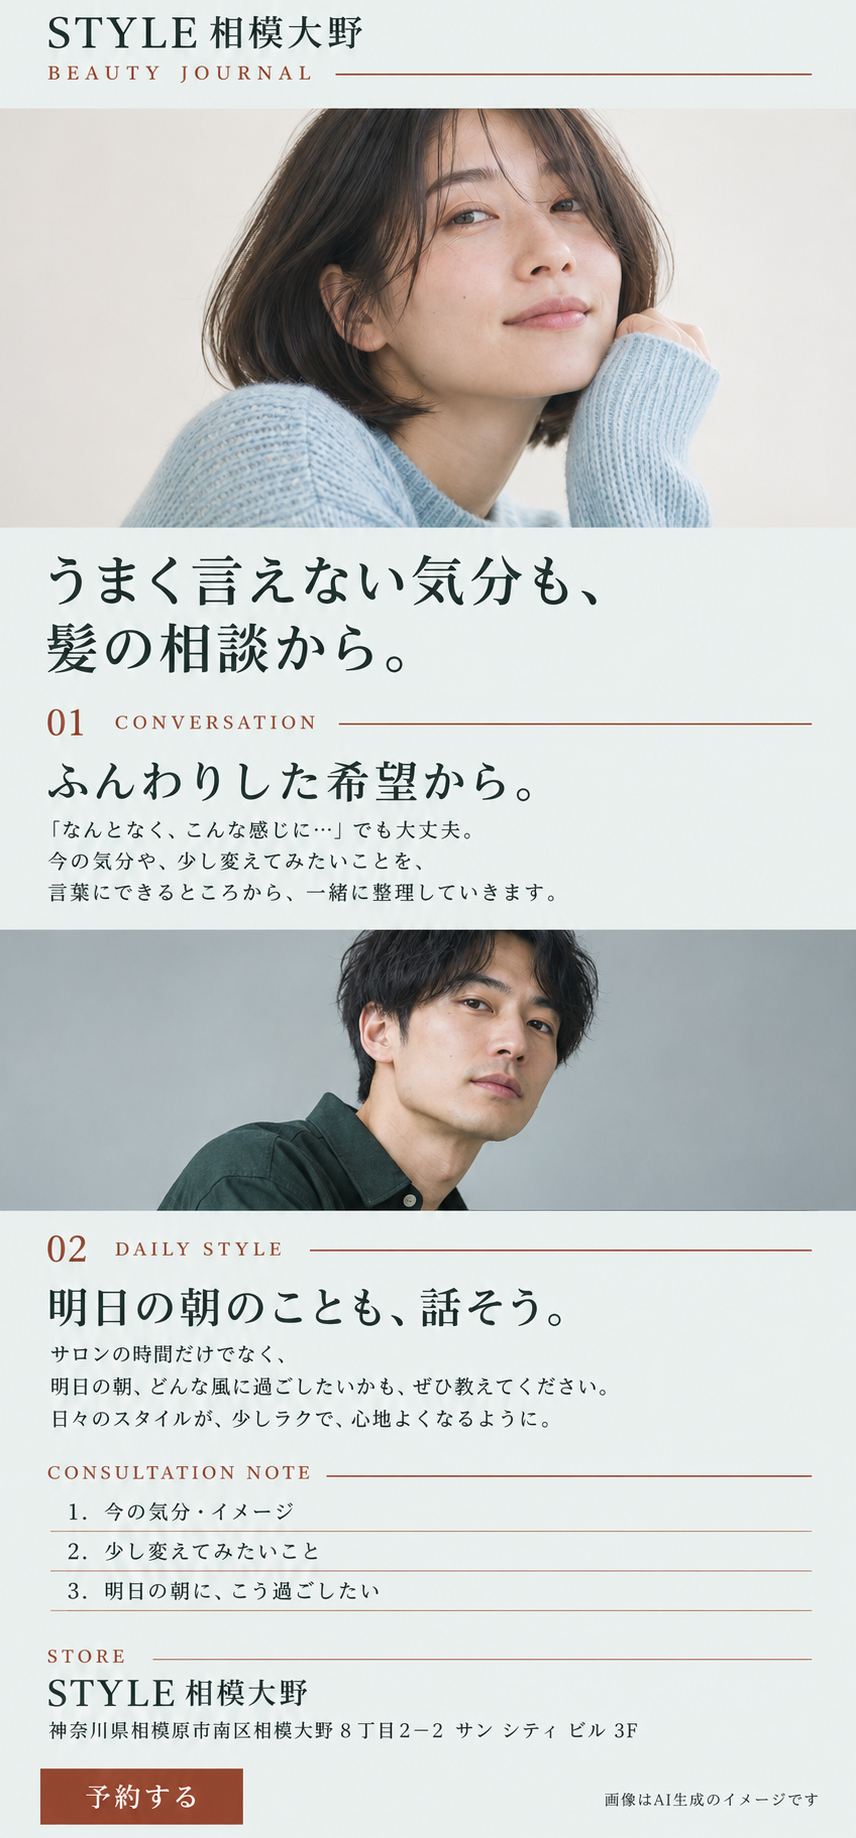 STYLE 相模大野
BEAUTY JOURNAL
うまく言えない気分も、
髪の相談から。
01 CONVERSATION
ふんわりした希望から。
「なんとなく、こんな感じに…」でも大丈夫。
今の気分や、少し変えてみたいことを、
言葉にできるところから、一緒に整理していきます。
02 DAILY STYLE
明日の朝のことも、話そう。
サロンの時間だけでなく、
明日の朝、どんな風に過ごしたいかも、ぜひ教えてください。
日々のスタイルが、少しラクで、心地よくなるように。
CONSULTATION NOTE
1. 今の気分・イメージ
2. 少し変えてみたいこと
3. 明日の朝に、こう過ごしたい
STORE
STYLE 相模大野
神奈川県相模原市南区相模大野 8丁目2−2 サン シティ ビル 3F
予約する
画像はAI生成のイメージです